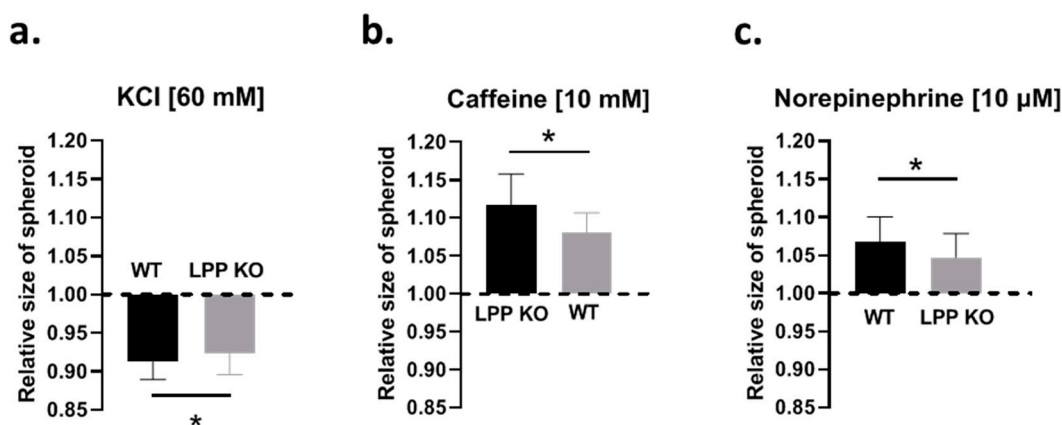 a.
KCl [60 mM]
Relative size of spheroid
1.20
1.15
1.10
1.05
1.00
0.95
0.90
0.85
WT LPP KO
*
b.
Caffeine [10 mM]
Relative size of spheroid
1.20
1.15
1.10
1.05
1.00
0.95
0.90
0.85
*
LPP KO WT
c.
Norepinephrine [10 µM]
Relative size of spheroid
1.20
1.15
1.10
1.05
1.00
0.95
0.90
0.85
*
WT LPP KO